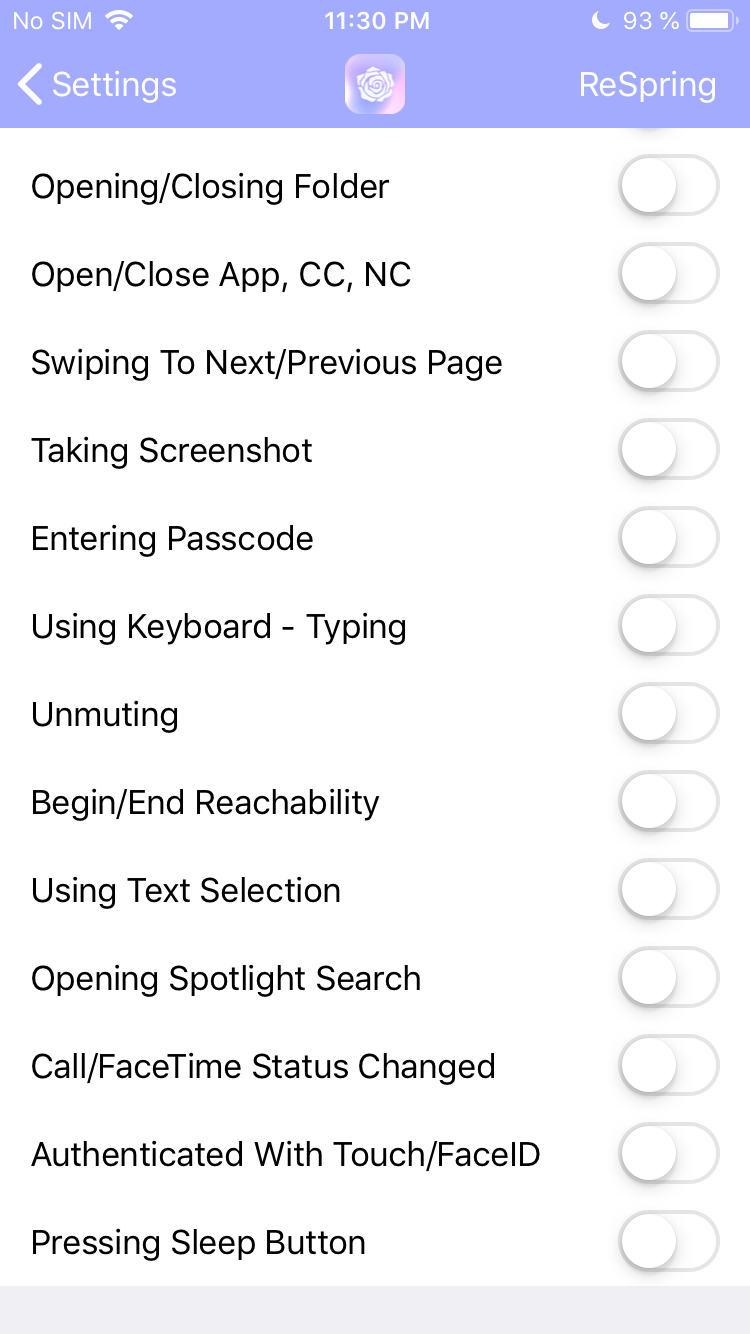 No SIM 11:30 PM 93 %
Settings ReSpring
Opening/Closing Folder
Open/Close App, CC, NC
Swiping To Next/Previous Page
Taking Screenshot
Entering Passcode
Using Keyboard - Typing
Unmuting
Begin/End Reachability
Using Text Selection
Opening Spotlight Search
Call/FaceTime Status Changed
Authenticated With Touch/FaceID
Pressing Sleep Button